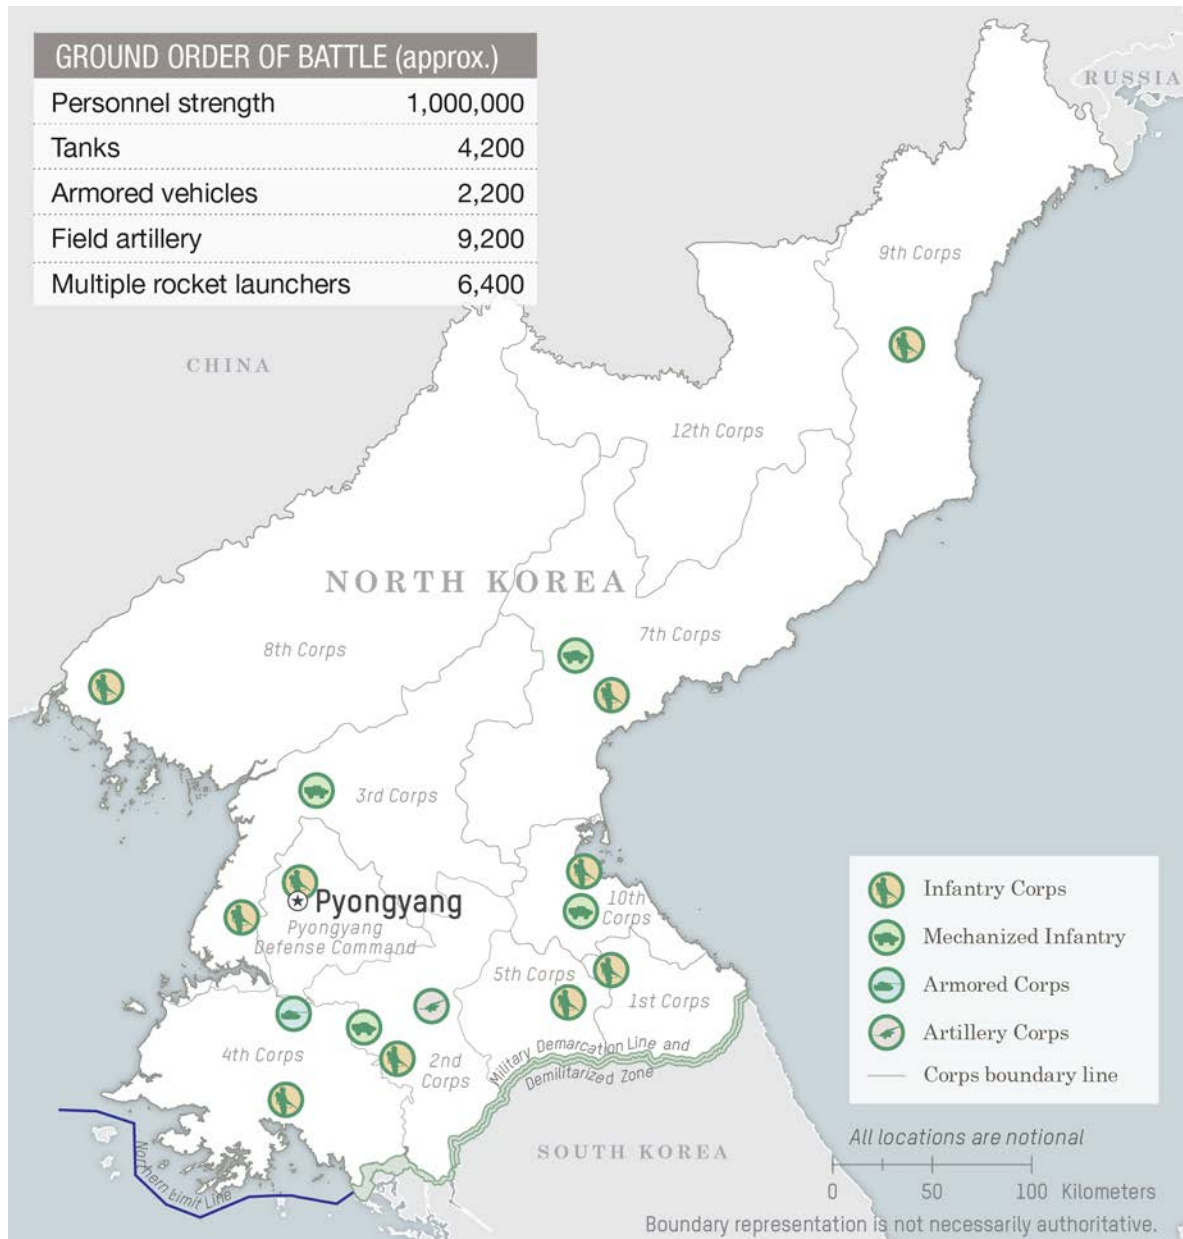 GROUND ORDER OF BATTLE (approx.)
Personnel strength 1,000,000
Tanks 4,200
Armored vehicles 2,200
Field artillery 9,200
Multiple rocket launchers 6,400
RUSSIA
9th Corps
CHINA
12th Corps
NORTH KOREA
7th Corps
8th Corps
3rd Corps
Pyongyang
Pyongyang
Defense Command
10th
Corps
5th Corps
1st Corps
4th Corps
2nd
Corps
Military Demarcation Line and
Demilitarized Zone
Northern Limit Line
SOUTH KOREA
Infantry Corps
Mechanized Infantry
Armored Corps
Artillery Corps
Corps boundary line
All locations are notional
0 50 100 Kilometers
Boundary representation is not necessarily authoritative.